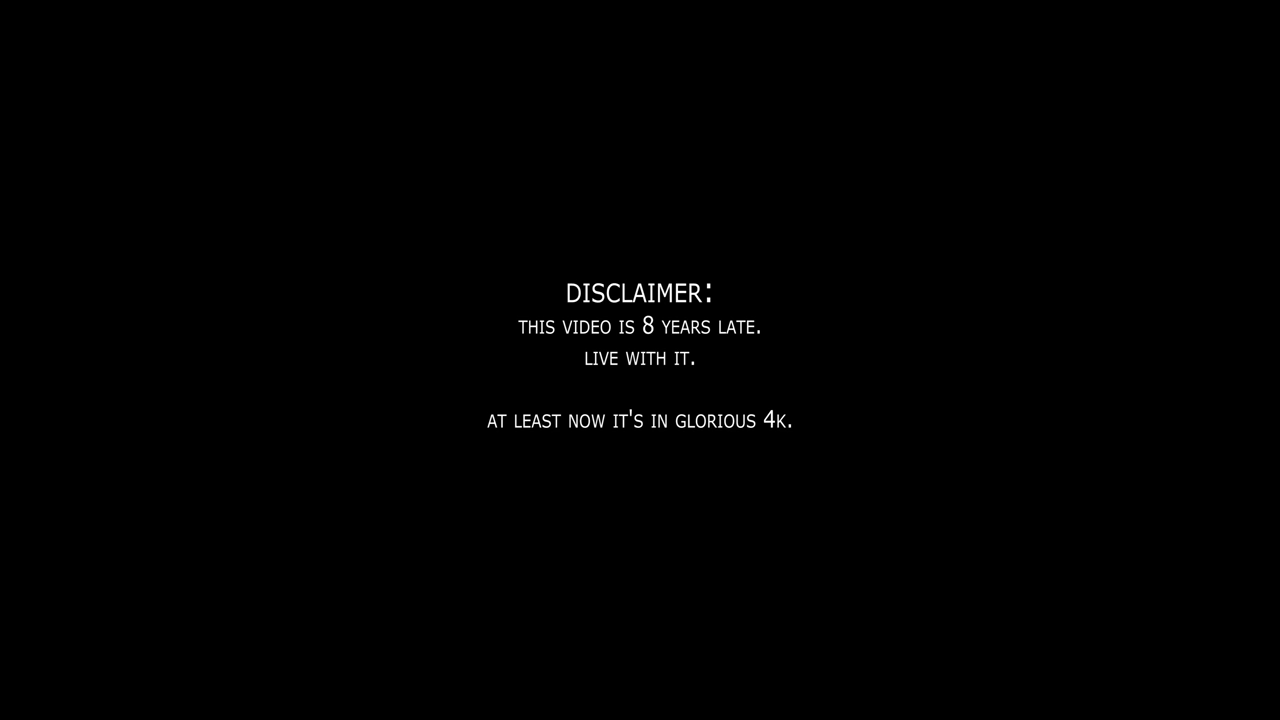 DISCLAIMER:
THIS VIDEO IS 8 YEARS LATE.
LIVE WITH IT.
AT LEAST NOW IT'S IN GLORIOUS 4K.